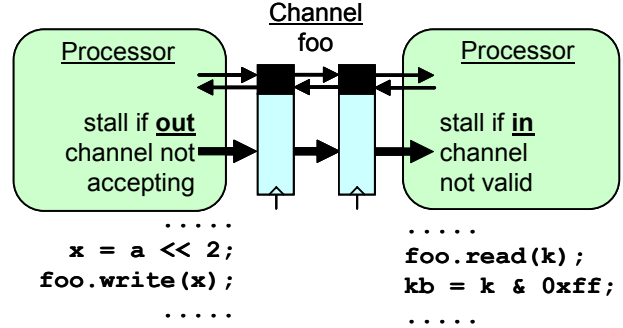 Channel
foo
Processor
stall if out
channel not
accepting
Processor
stall if in
channel
not valid
.....
x = a << 2;
foo.write(x);
.....
.....
foo.read(k);
kb = k & 0xff;
.....